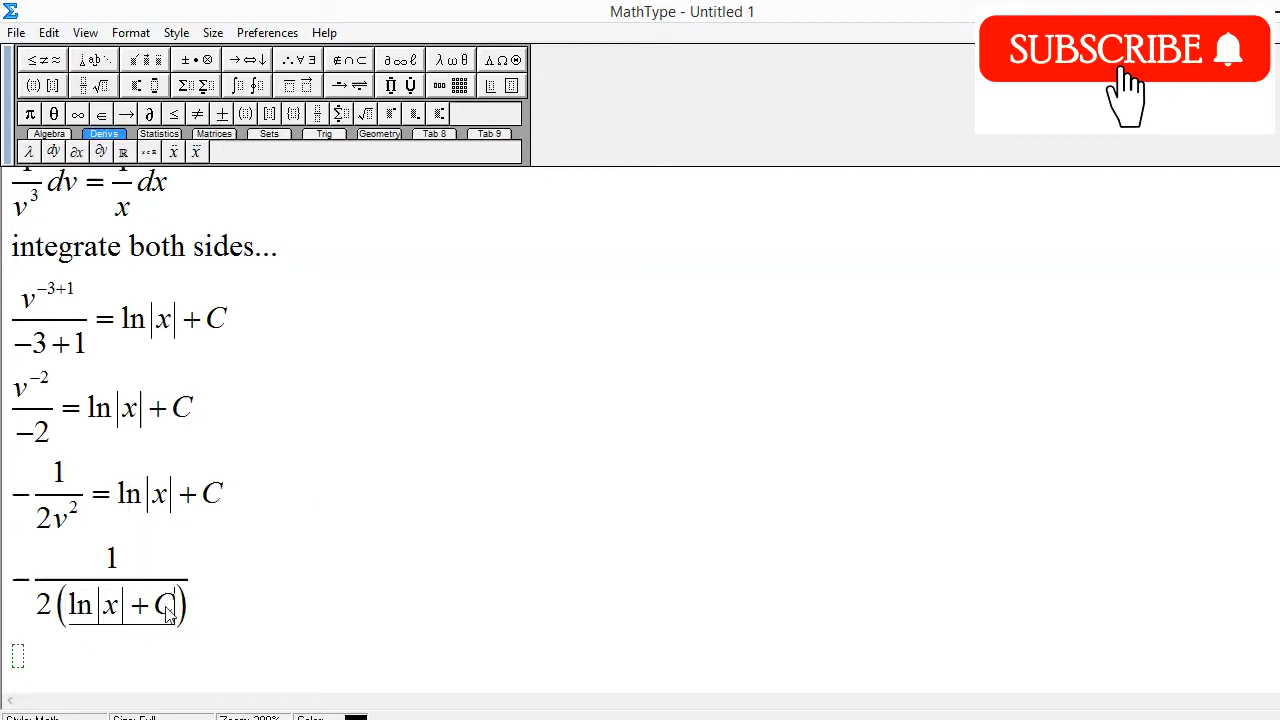 MathType - Untitled 1
SUBSCRIBE
File Edit View Format Style Size Preferences Help
Algebra Derivs Statistics Matrices Sets Trig Geometry Tab 8 Tab 9
1/v^3 dv = 1/x dx
integrate both sides...
v^(-3+1)/(-3+1) = ln|x| + C
v^(-2)/(-2) = ln|x| + C
-1/(2v^2) = ln|x| + C
-1/(2(ln|x| + C))